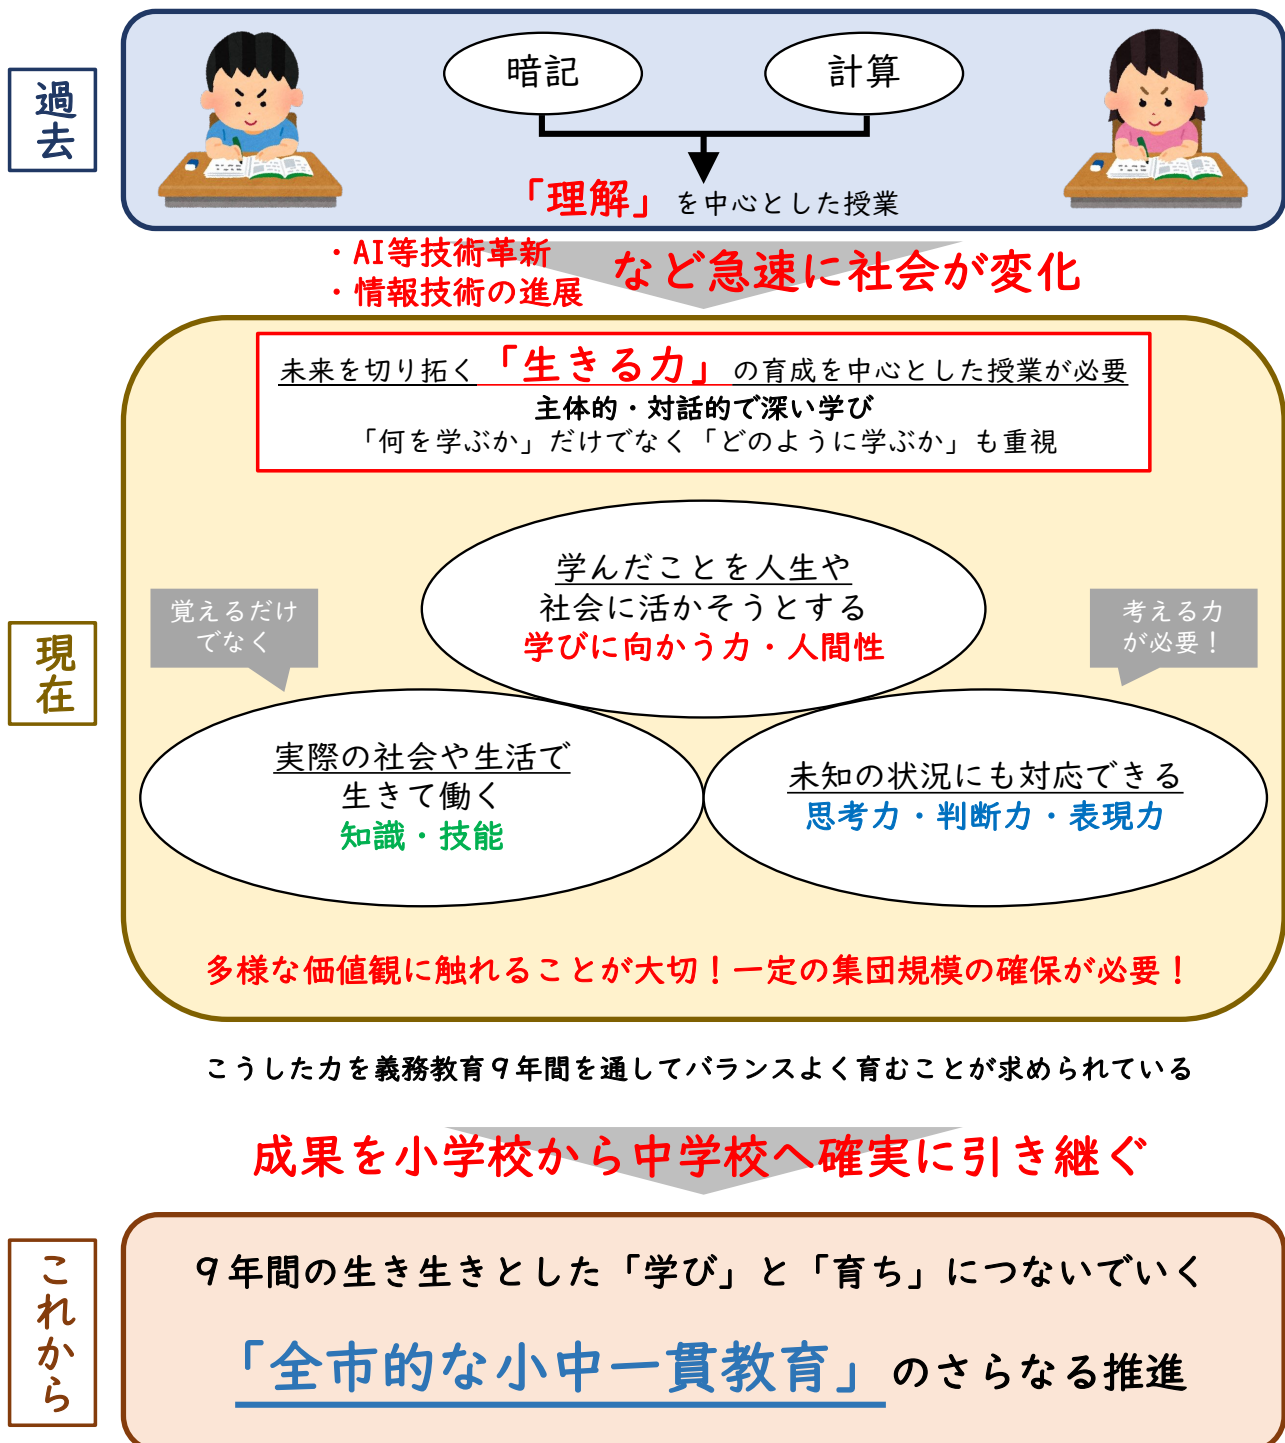 過去
暗記
計算
「理解」を中心とした授業
・AI等技術革新
・情報技術の進展
など急速に社会が変化
現在
未来を切り拓く「生きる力」の育成を中心とした授業が必要
主体的・対話的で深い学び
「何を学ぶか」だけでなく「どのように学ぶか」も重視
学んだことを人生や
社会に活かそうとする
学びに向かう力・人間性
覚えるだけ
でなく
考える力
が必要！
実際の社会や生活で
生きて働く
知識・技能
未知の状況にも対応できる
思考力・判断力・表現力
多様な価値観に触れることが大切！一定の集団規模の確保が必要！
こうした力を義務教育９年間を通してバランスよく育むことが求められている
成果を小学校から中学校へ確実に引き継ぐ
これから
９年間の生き生きとした「学び」と「育ち」につないでいく
「全市的な小中一貫教育」のさらなる推進